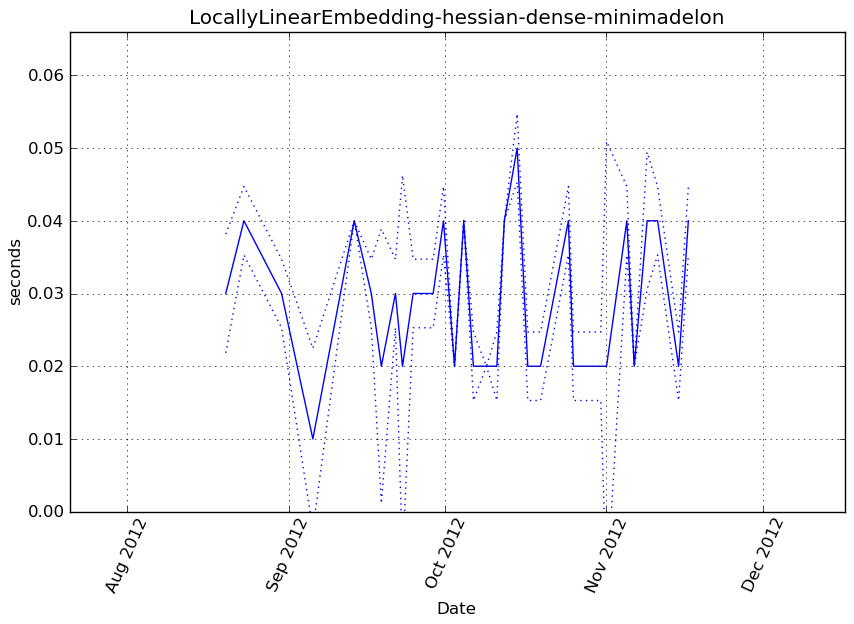 LocallyLinearEmbedding-hessian-dense-minimadelon
0.06
0.05
0.04
0.03
0.02
0.01
0.00
seconds
Aug 2012
Sep 2012
Oct 2012
Nov 2012
Dec 2012
Date